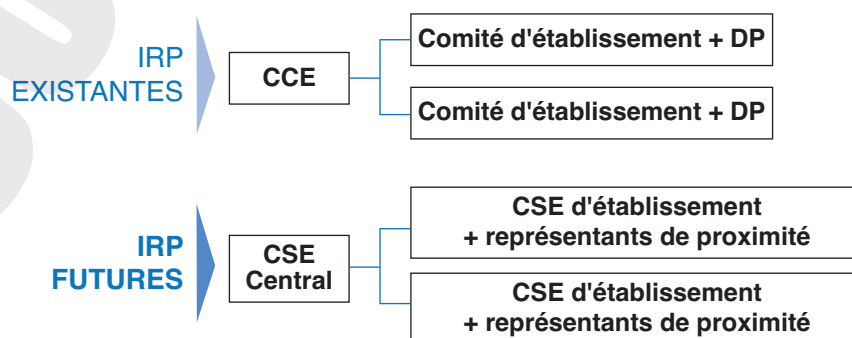 IRP
EXISTANTES
CCE
Comité d'établissement + DP
Comité d'établissement + DP
IRP
FUTURES
CSE
Central
CSE d'établissement
+ représentants de proximité
CSE d'établissement
+ représentants de proximité